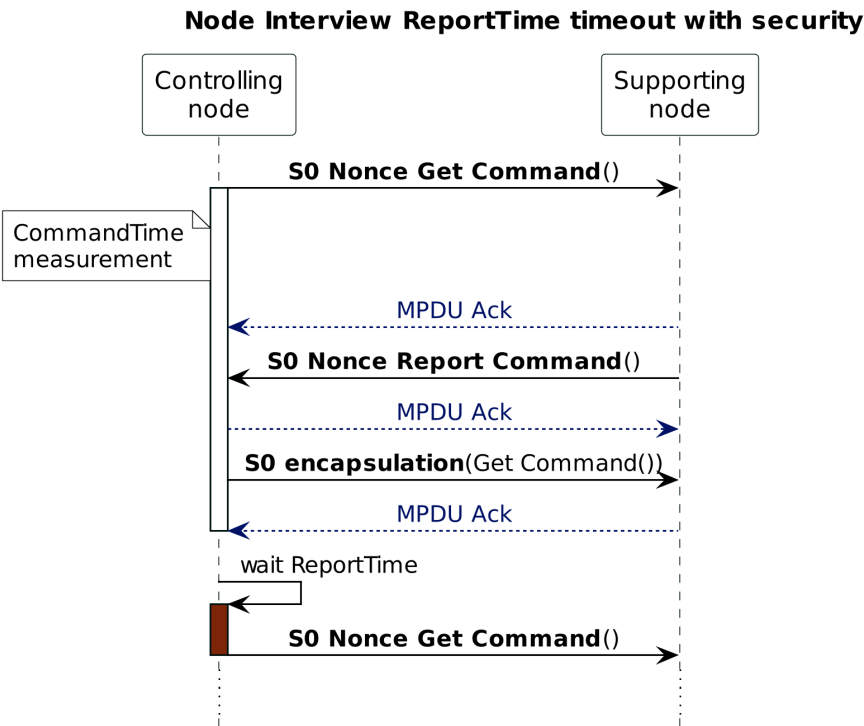 Node Interview ReportTime timeout with security
Controlling
node
Supporting
node
S0 Nonce Get Command()
CommandTime
measurement
MPDU Ack
S0 Nonce Report Command()
MPDU Ack
S0 encapsulation(Get Command())
MPDU Ack
wait ReportTime
S0 Nonce Get Command()